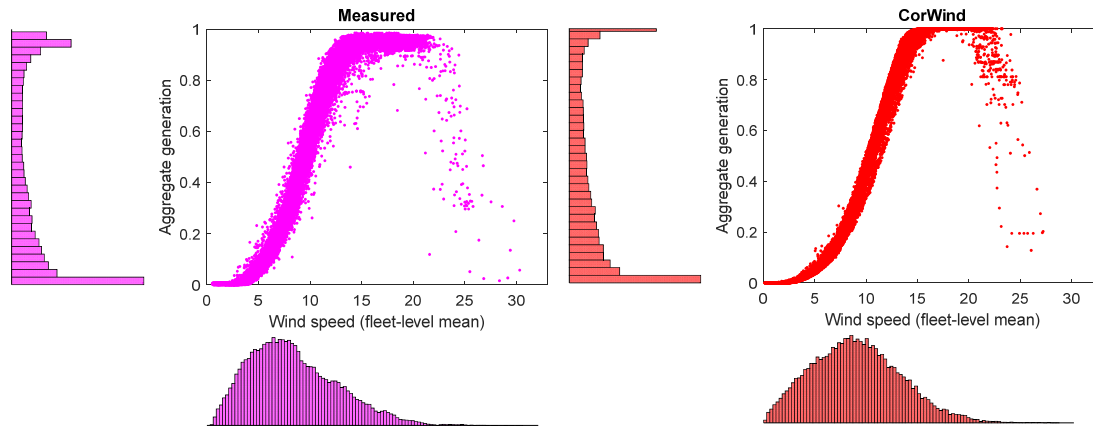 Measured
Aggregate generation
1
0.8
0.6
0.4
0.2
0
0 5 10 15 20 25 30
Wind speed (fleet-level mean)
CorWind
Aggregate generation
1
0.8
0.6
0.4
0.2
0
0 5 10 15 20 25 30
Wind speed (fleet-level mean)